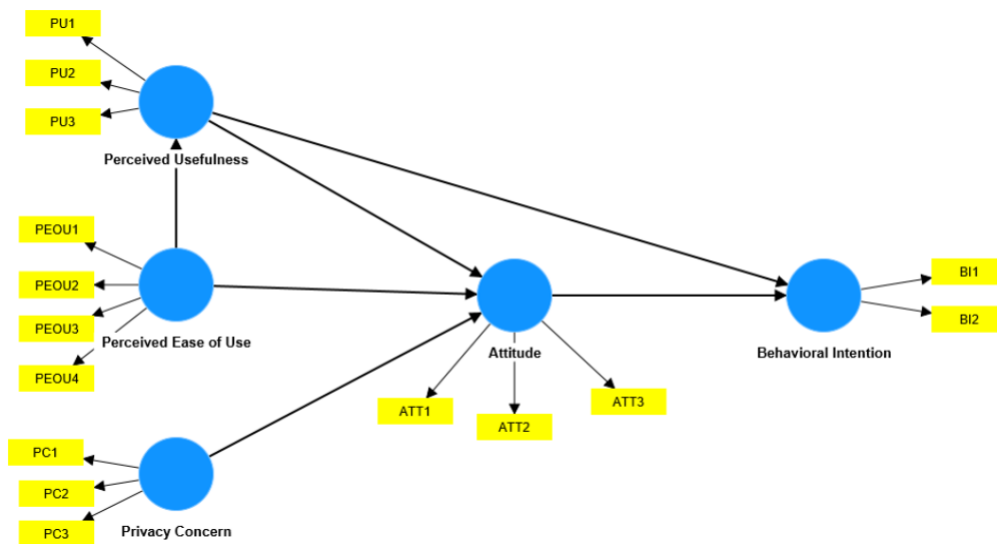 PU1
PU2
PU3
Perceived Usefulness
PEOU1
PEOU2
PEOU3
PEOU4
Perceived Ease of Use
PC1
PC2
PC3
Privacy Concern
Attitude
ATT1
ATT2
ATT3
Behavioral Intention
BI1
BI2